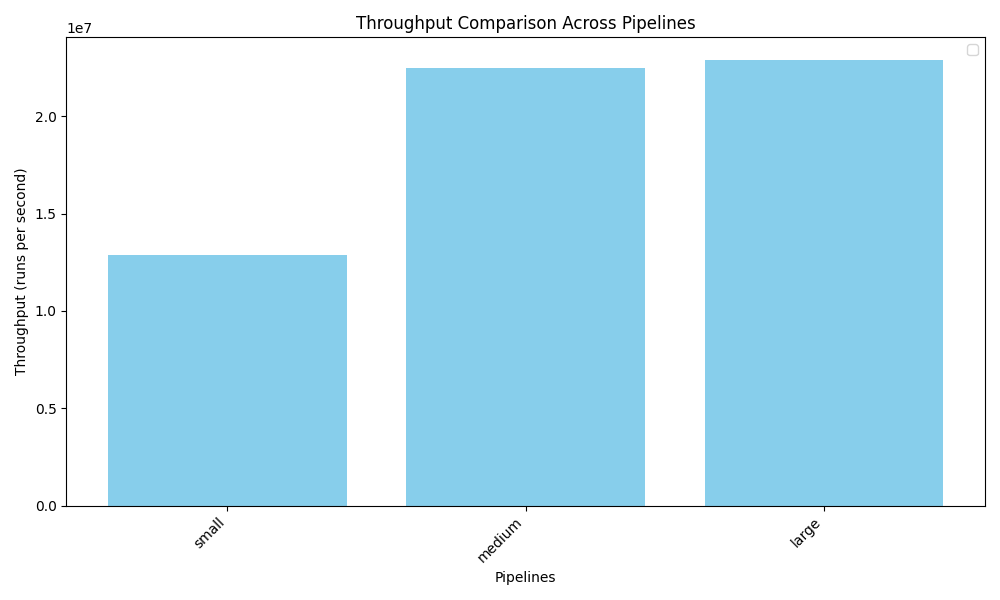 Throughput Comparison Across Pipelines
1e7
2.0
1.5
1.0
0.5
0.0
Throughput (runs per second)
small
medium
large
Pipelines